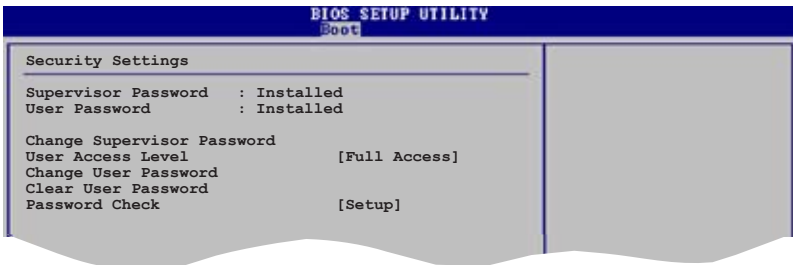 BIOS SETUP UTILITY
Boot
Security Settings
Supervisor Password : Installed
User Password : Installed
Change Supervisor Password
User Access Level [Full Access]
Change User Password
Clear User Password
Password Check [Setup]